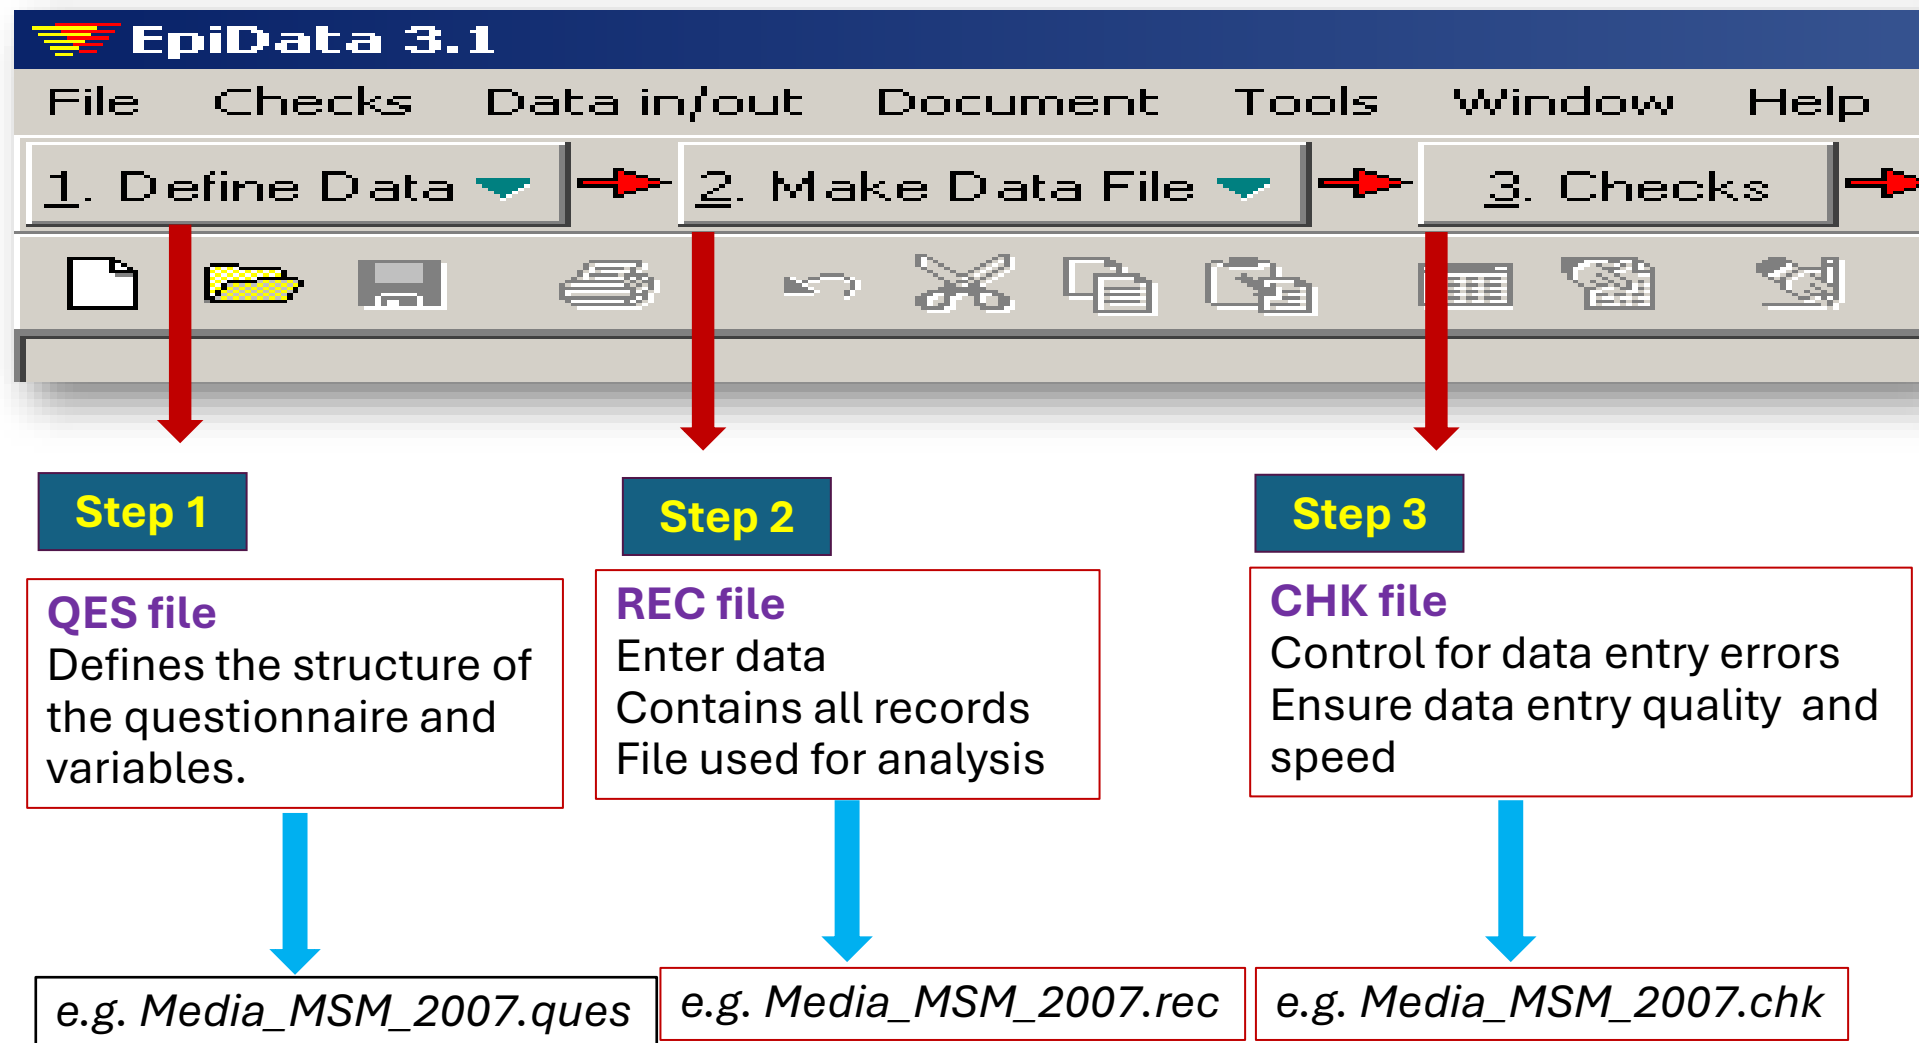 EpiData 3.1
File Checks Data in/out Document Tools Window Help
1. Define Data 2. Make Data File 3. Checks
Step 1
Step 2
Step 3
QES file
Defines the structure of
the questionnaire and
variables.
REC file
Enter data
Contains all records
File used for analysis
CHK file
Control for data entry errors
Ensure data entry quality and
speed
e.g. Media_MSM_2007.ques
e.g. Media_MSM_2007.rec
e.g. Media_MSM_2007.chk